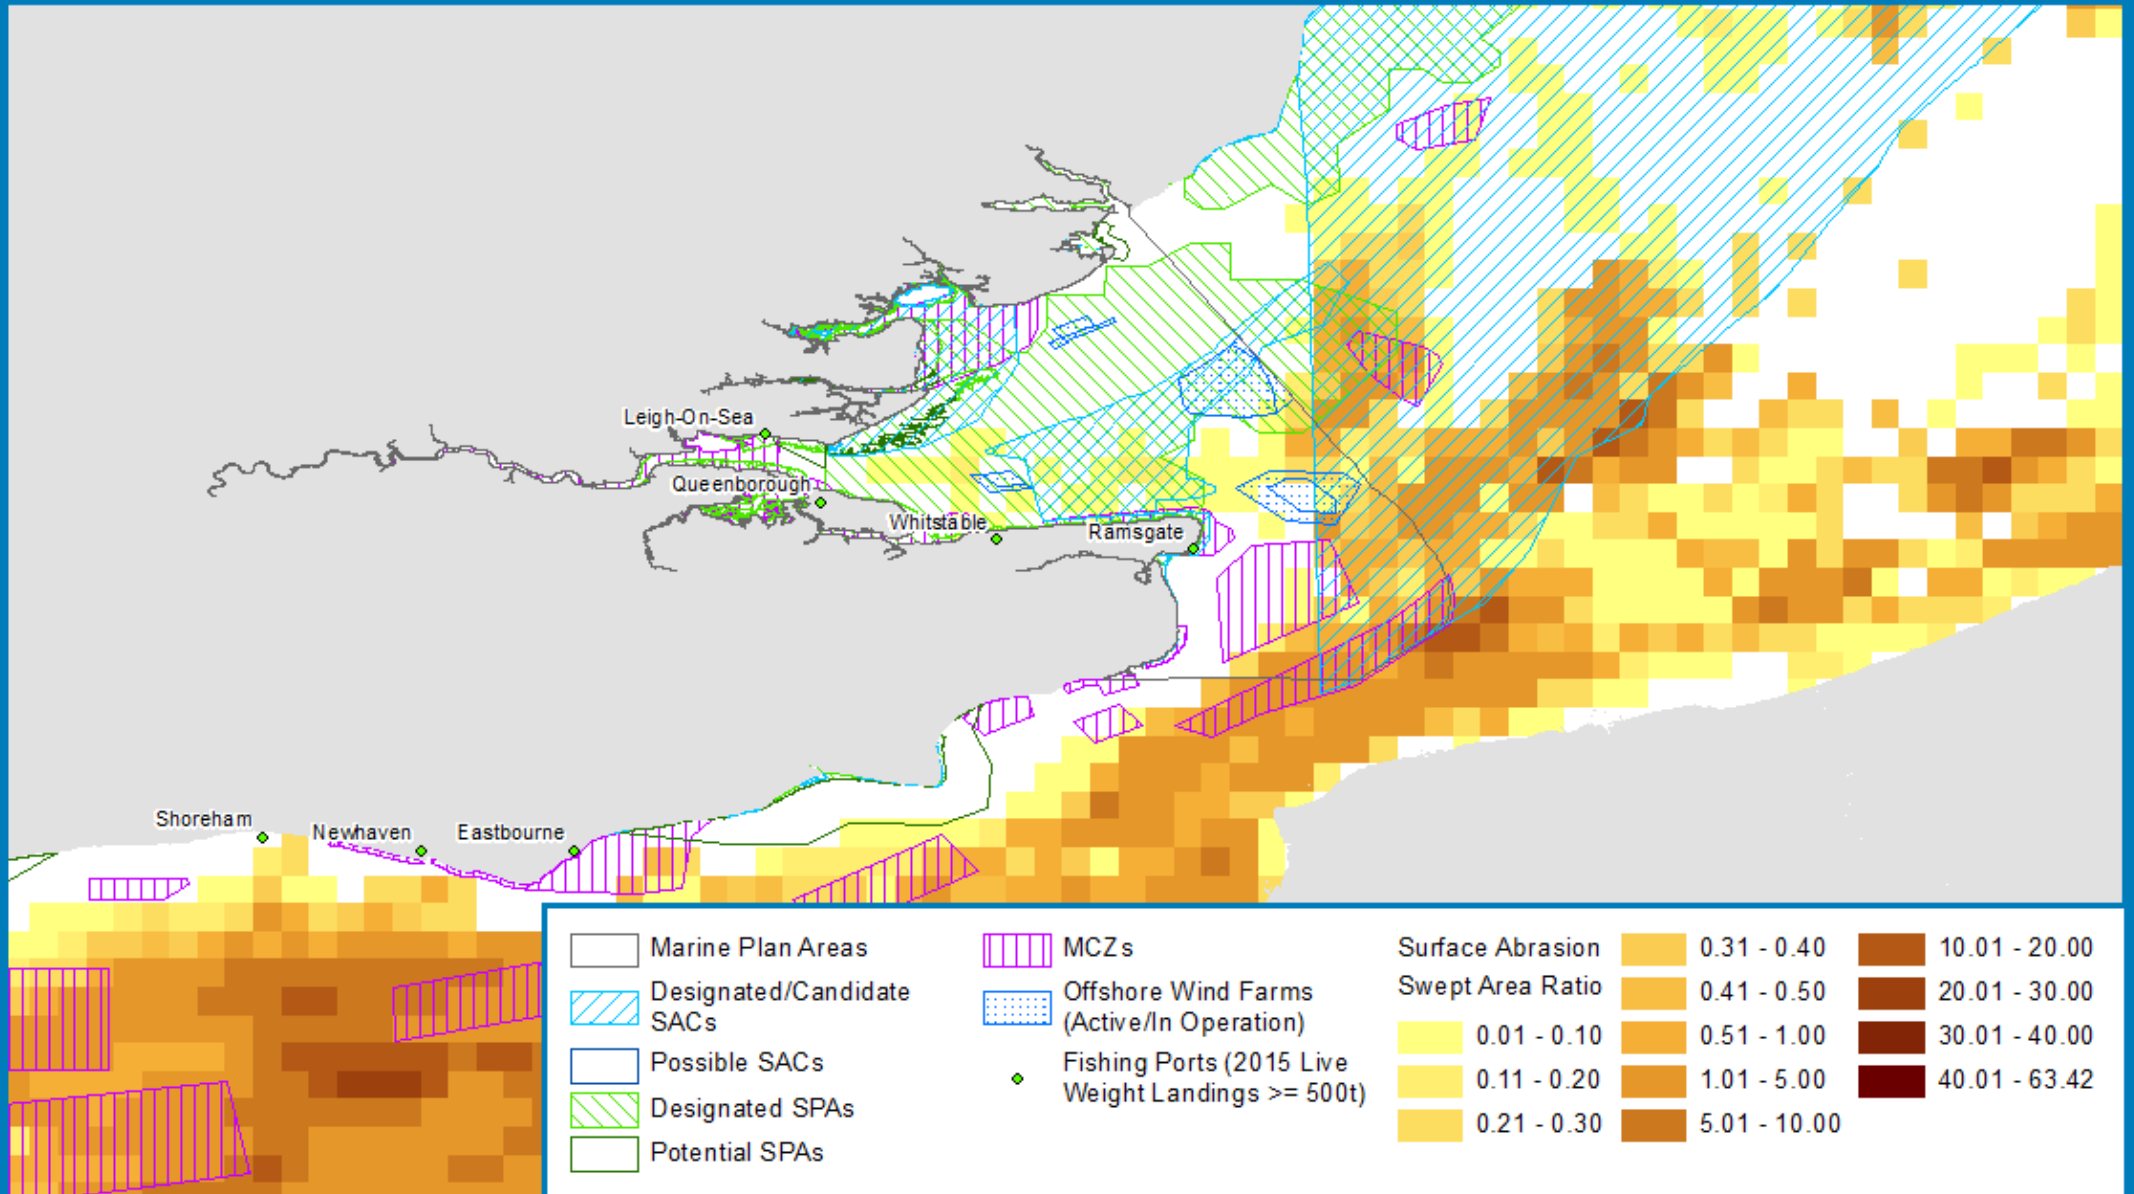 Leigh-On-Sea
Queenborough
Whitstable
Ramsgate
Shoreham
Newhaven
Eastbourne
Marine Plan Areas
Designated/Candidate
SACs
Possible SACs
Designated SPAs
Potential SPAs
MCZs
Offshore Wind Farms
(Active/In Operation)
Fishing Ports (2015 Live
Weight Landings >= 500t)
Surface Abrasion
Swept Area Ratio
0.01 - 0.10
0.11 - 0.20
0.21 - 0.30
0.31 - 0.40
0.41 - 0.50
0.51 - 1.00
1.01 - 5.00
5.01 - 10.00
10.01 - 20.00
20.01 - 30.00
30.01 - 40.00
40.01 - 63.42